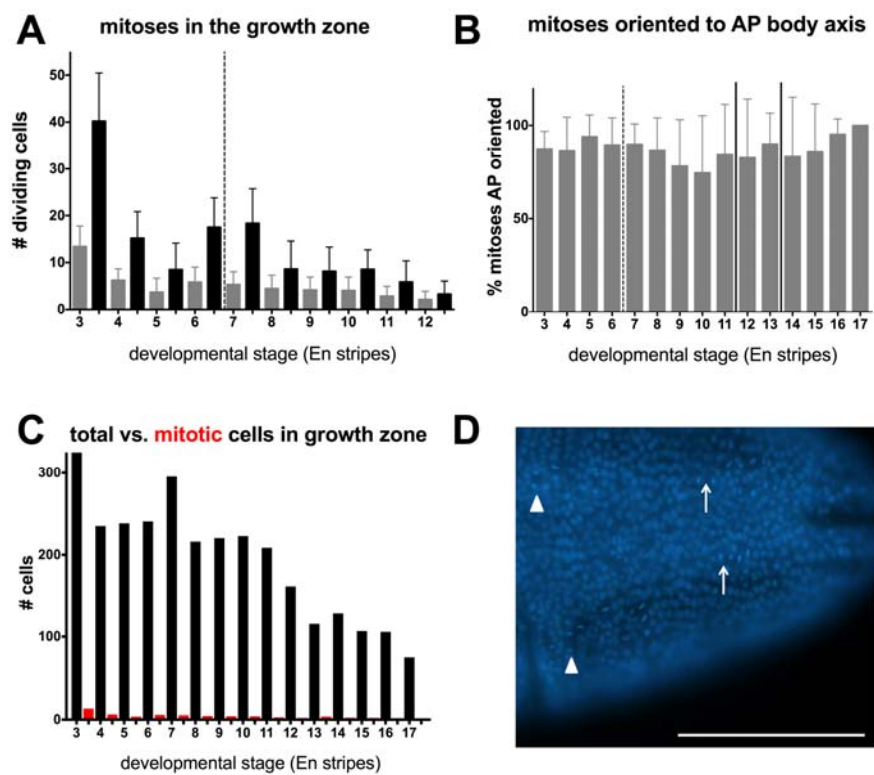 A
mitoses in the growth zone
# dividing cells
50
40
30
20
10
0
3 4 5 6 7 8 9 10 11 12
developmental stage (En stripes)
B
mitoses oriented to AP body axis
% mitoses AP oriented
100
50
0
3 4 5 6 7 8 9 10 11 12 13 14 15 16 17
developmental stage (En stripes)
C
total vs. mitotic cells in growth zone
# cells
300
200
100
0
3 4 5 6 7 8 9 10 11 12 13 14 15 16 17
developmental stage (En stripes)
D